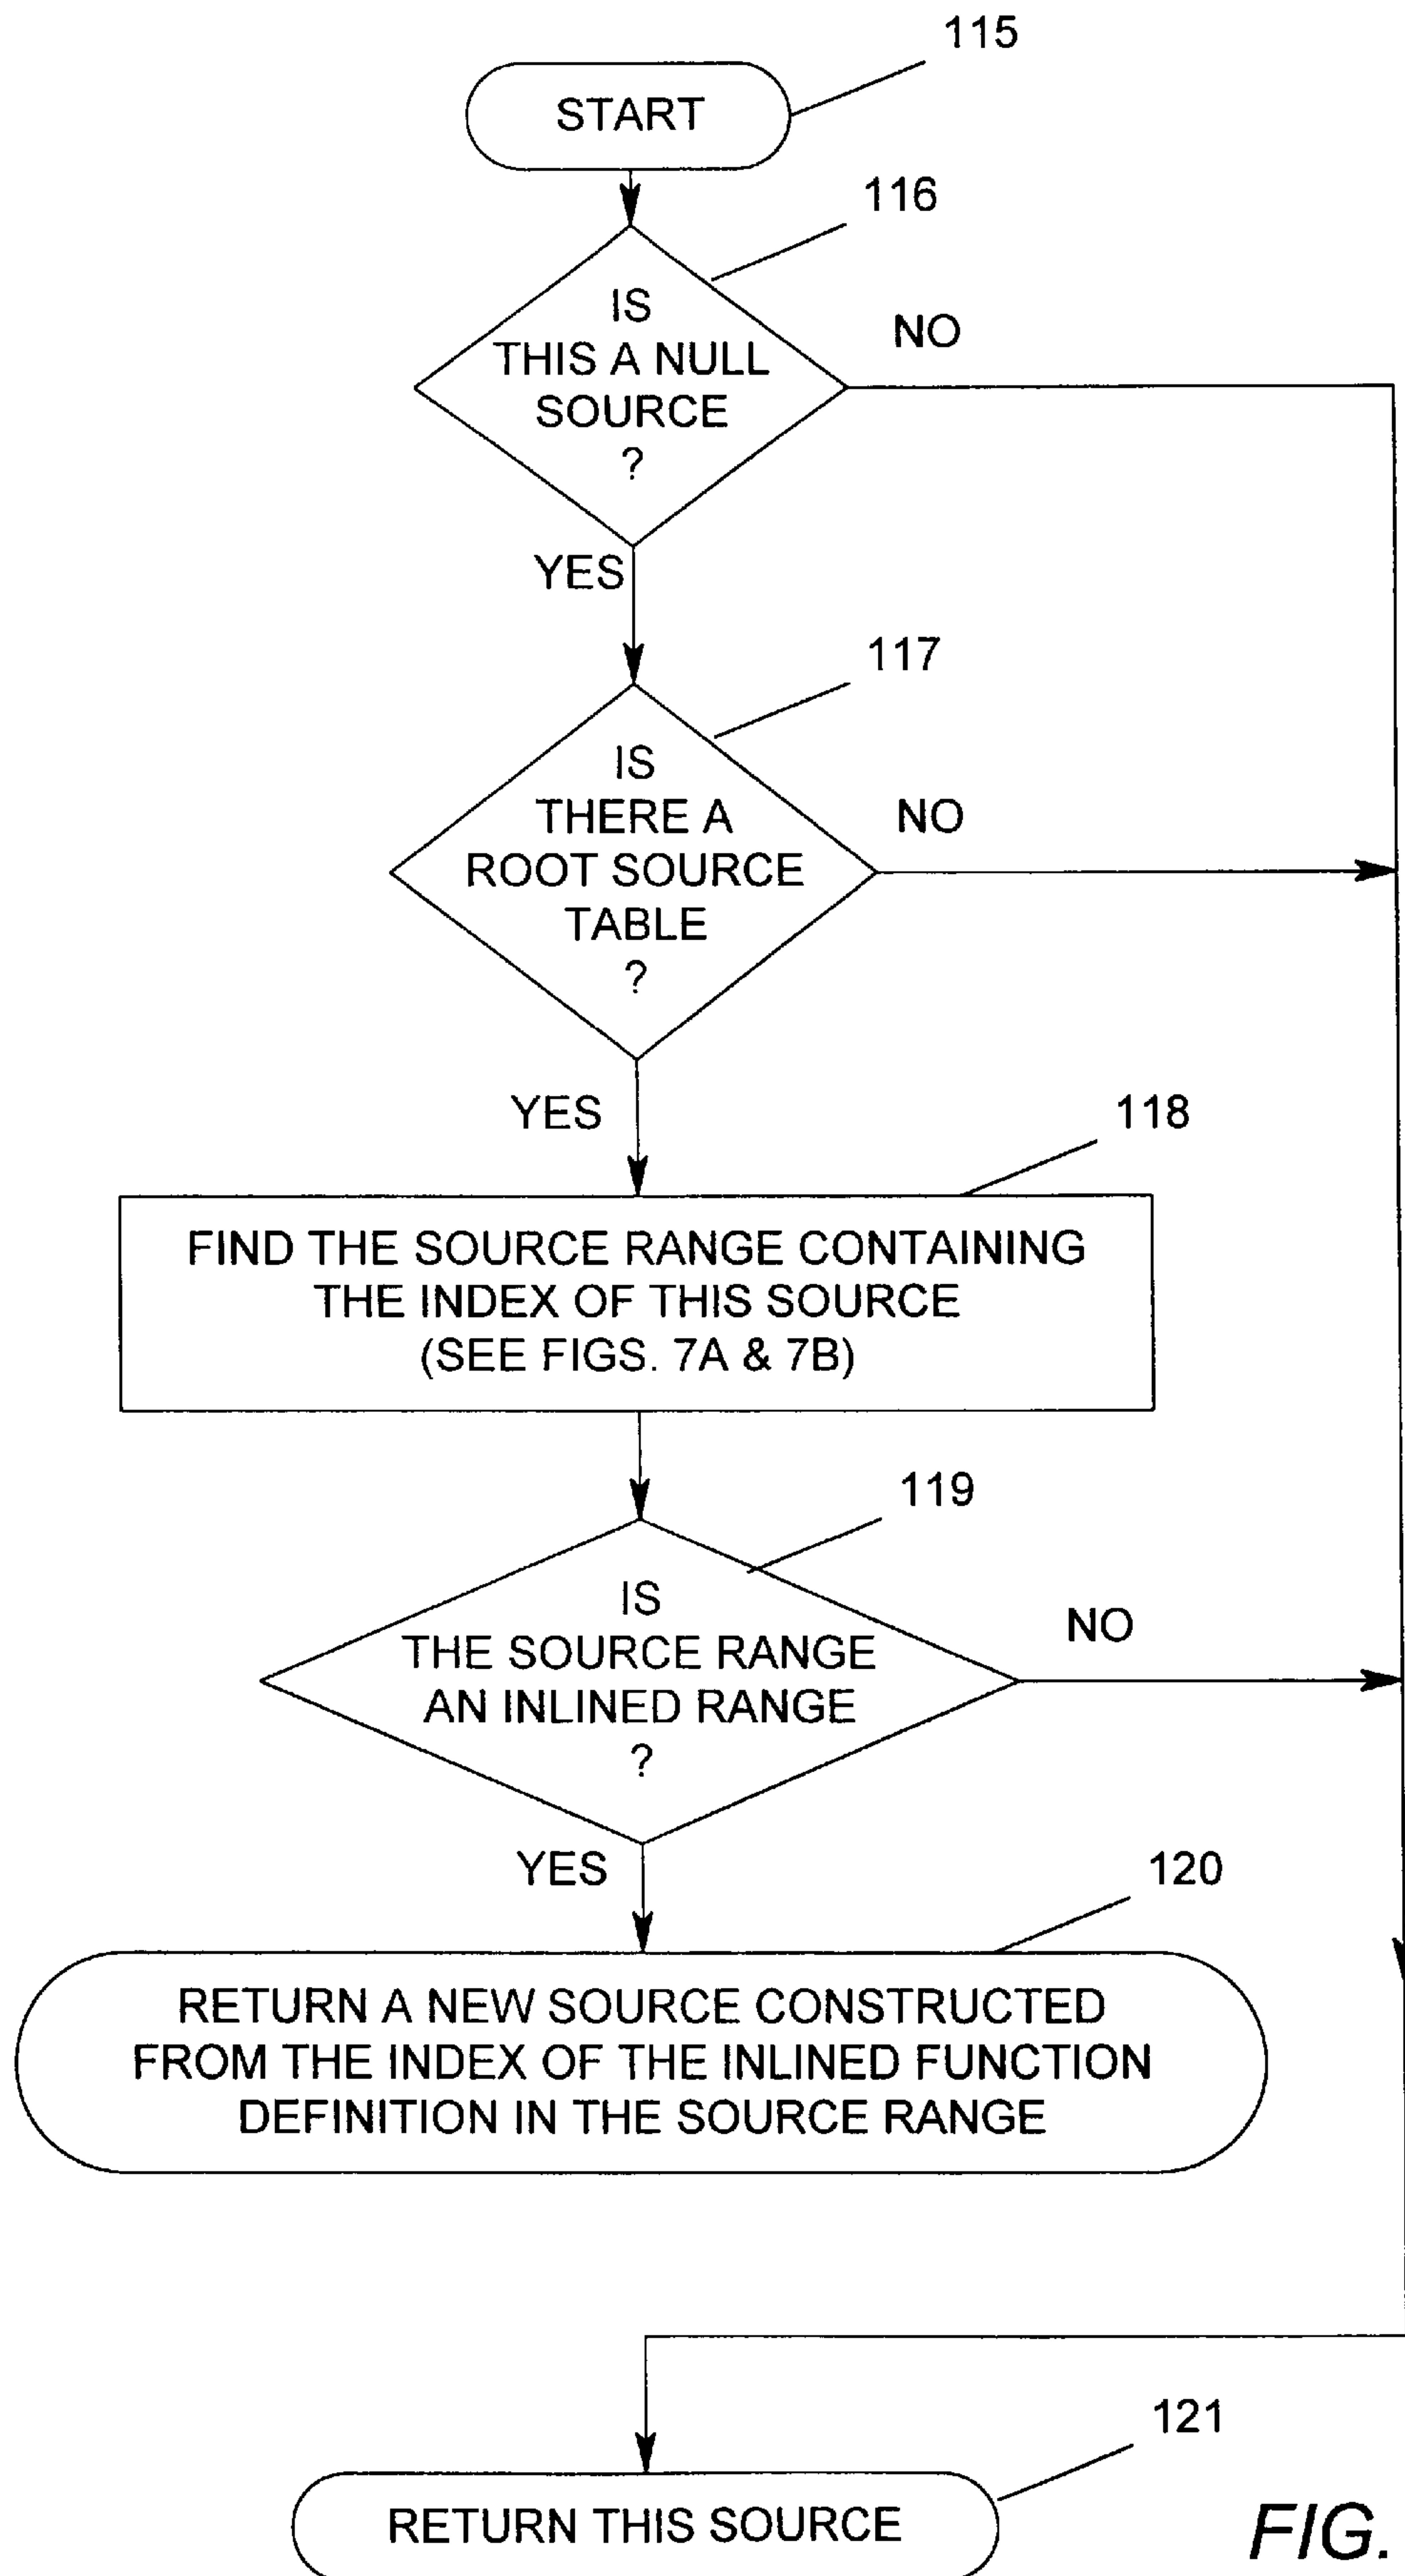 115
START
116
IS
THIS A NULL
SOURCE
?
NO
YES
117
IS
THERE A
ROOT SOURCE
TABLE
?
NO
YES
118
FIND THE SOURCE RANGE CONTAINING
THE INDEX OF THIS SOURCE
(SEE FIGS. 7A & 7B)
119
IS
THE SOURCE RANGE
AN INLINED RANGE
?
NO
YES
120
RETURN A NEW SOURCE CONSTRUCTED
FROM THE INDEX OF THE INLINED FUNCTION
DEFINITION IN THE SOURCE RANGE
121
RETURN THIS SOURCE
FIG.